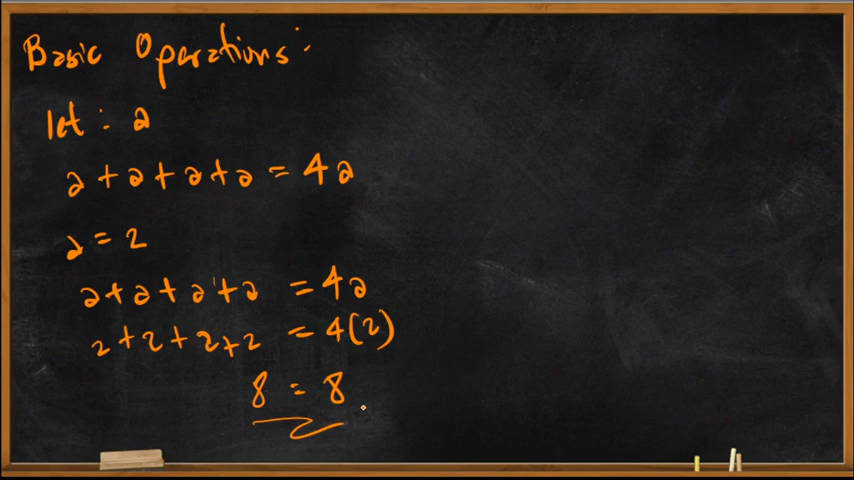 Basic Operations:
let: a
a + a + a + a = 4a
a = 2
a + a + a + a = 4a
2 + 2 + 2 + 2 = 4(2)
8 = 8